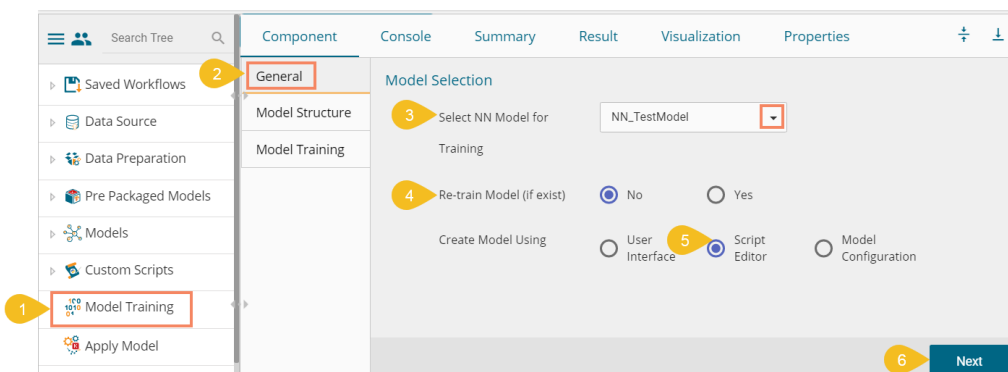 Search Tree
Component
Console
Summary
Result
Visualization
Properties
Saved Workflows
Data Source
Data Preparation
Pre Packaged Models
Models
Custom Scripts
1
Model Training
Apply Model
2
General
Model Structure
Model Training
Model Selection
3
Select NN Model for
Training
NN_TestModel
4
Re-train Model (if exist)
No
Yes
Create Model Using
User
Interface
5
Script
Editor
Model
Configuration
6
Next